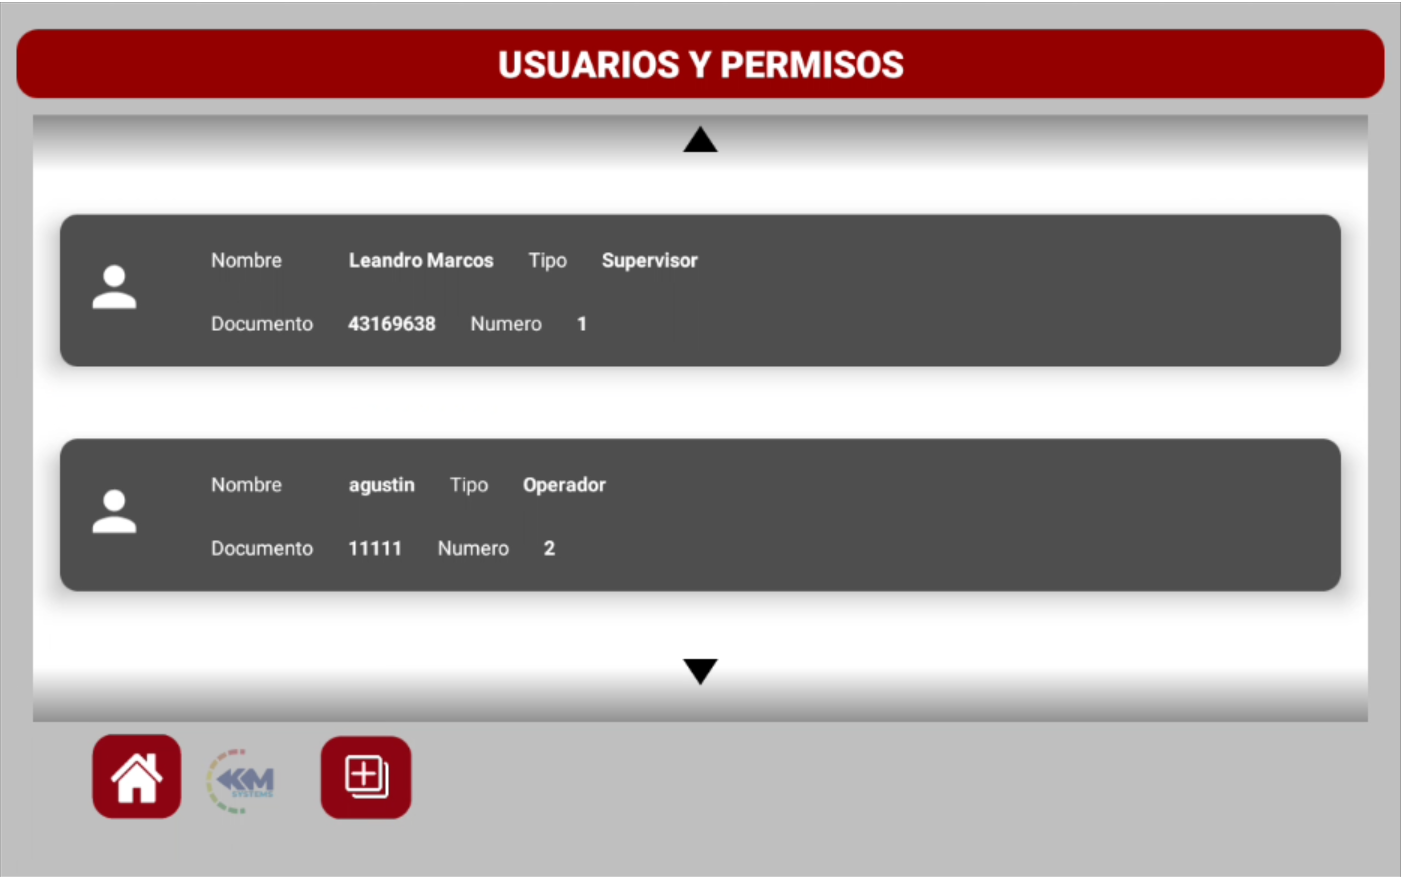 USUARIOS Y PERMISOS
Nombre Leandro Marcos Tipo Supervisor
Documento 43169638 Numero 1
Nombre agustin Tipo Operador
Documento 11111 Numero 2
KM
SYSTEMS